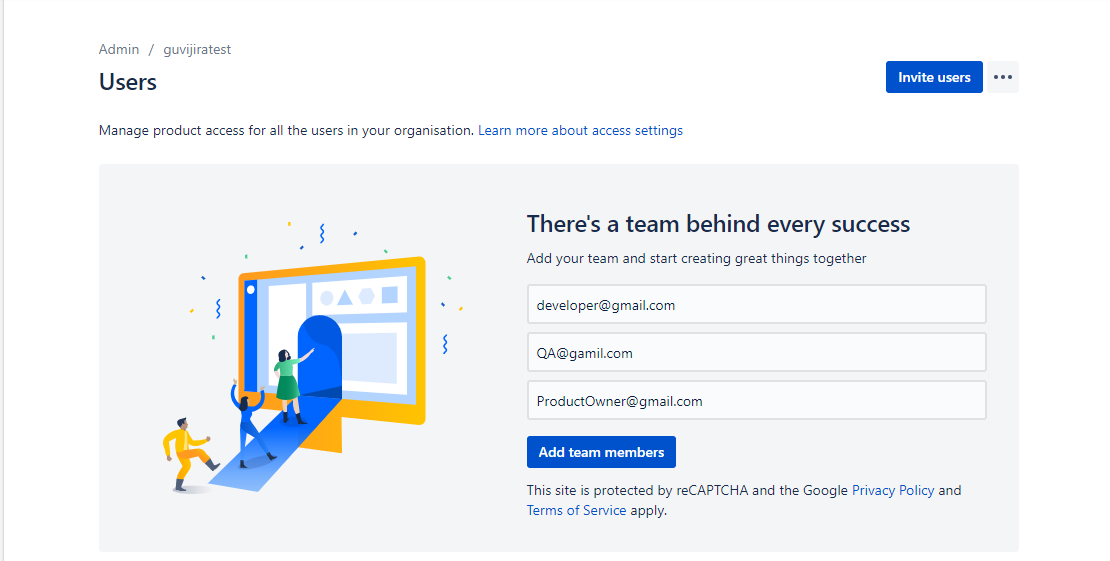 Admin / guvijiratest
Users
Invite users
Manage product access for all the users in your organisation. Learn more about access settings
There's a team behind every success
Add your team and start creating great things together
developer@gmail.com
QA@gamil.com
ProductOwner@gmail.com
Add team members
This site is protected by reCAPTCHA and the Google Privacy Policy and
Terms of Service apply.